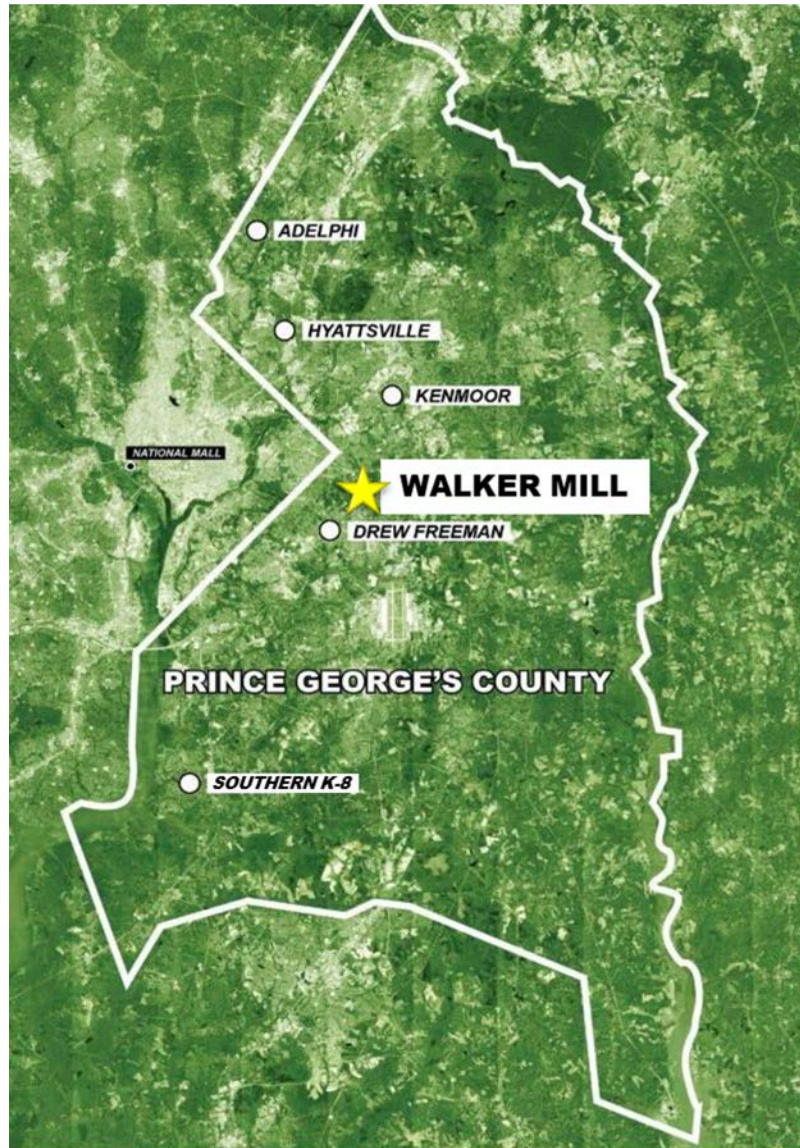 ADELPHI
HYATTSVILLE
KENMOOR
NATIONAL MALL
WALKER MILL
DREW FREEMAN
PRINCE GEORGE'S COUNTY
SOUTHERN K-8